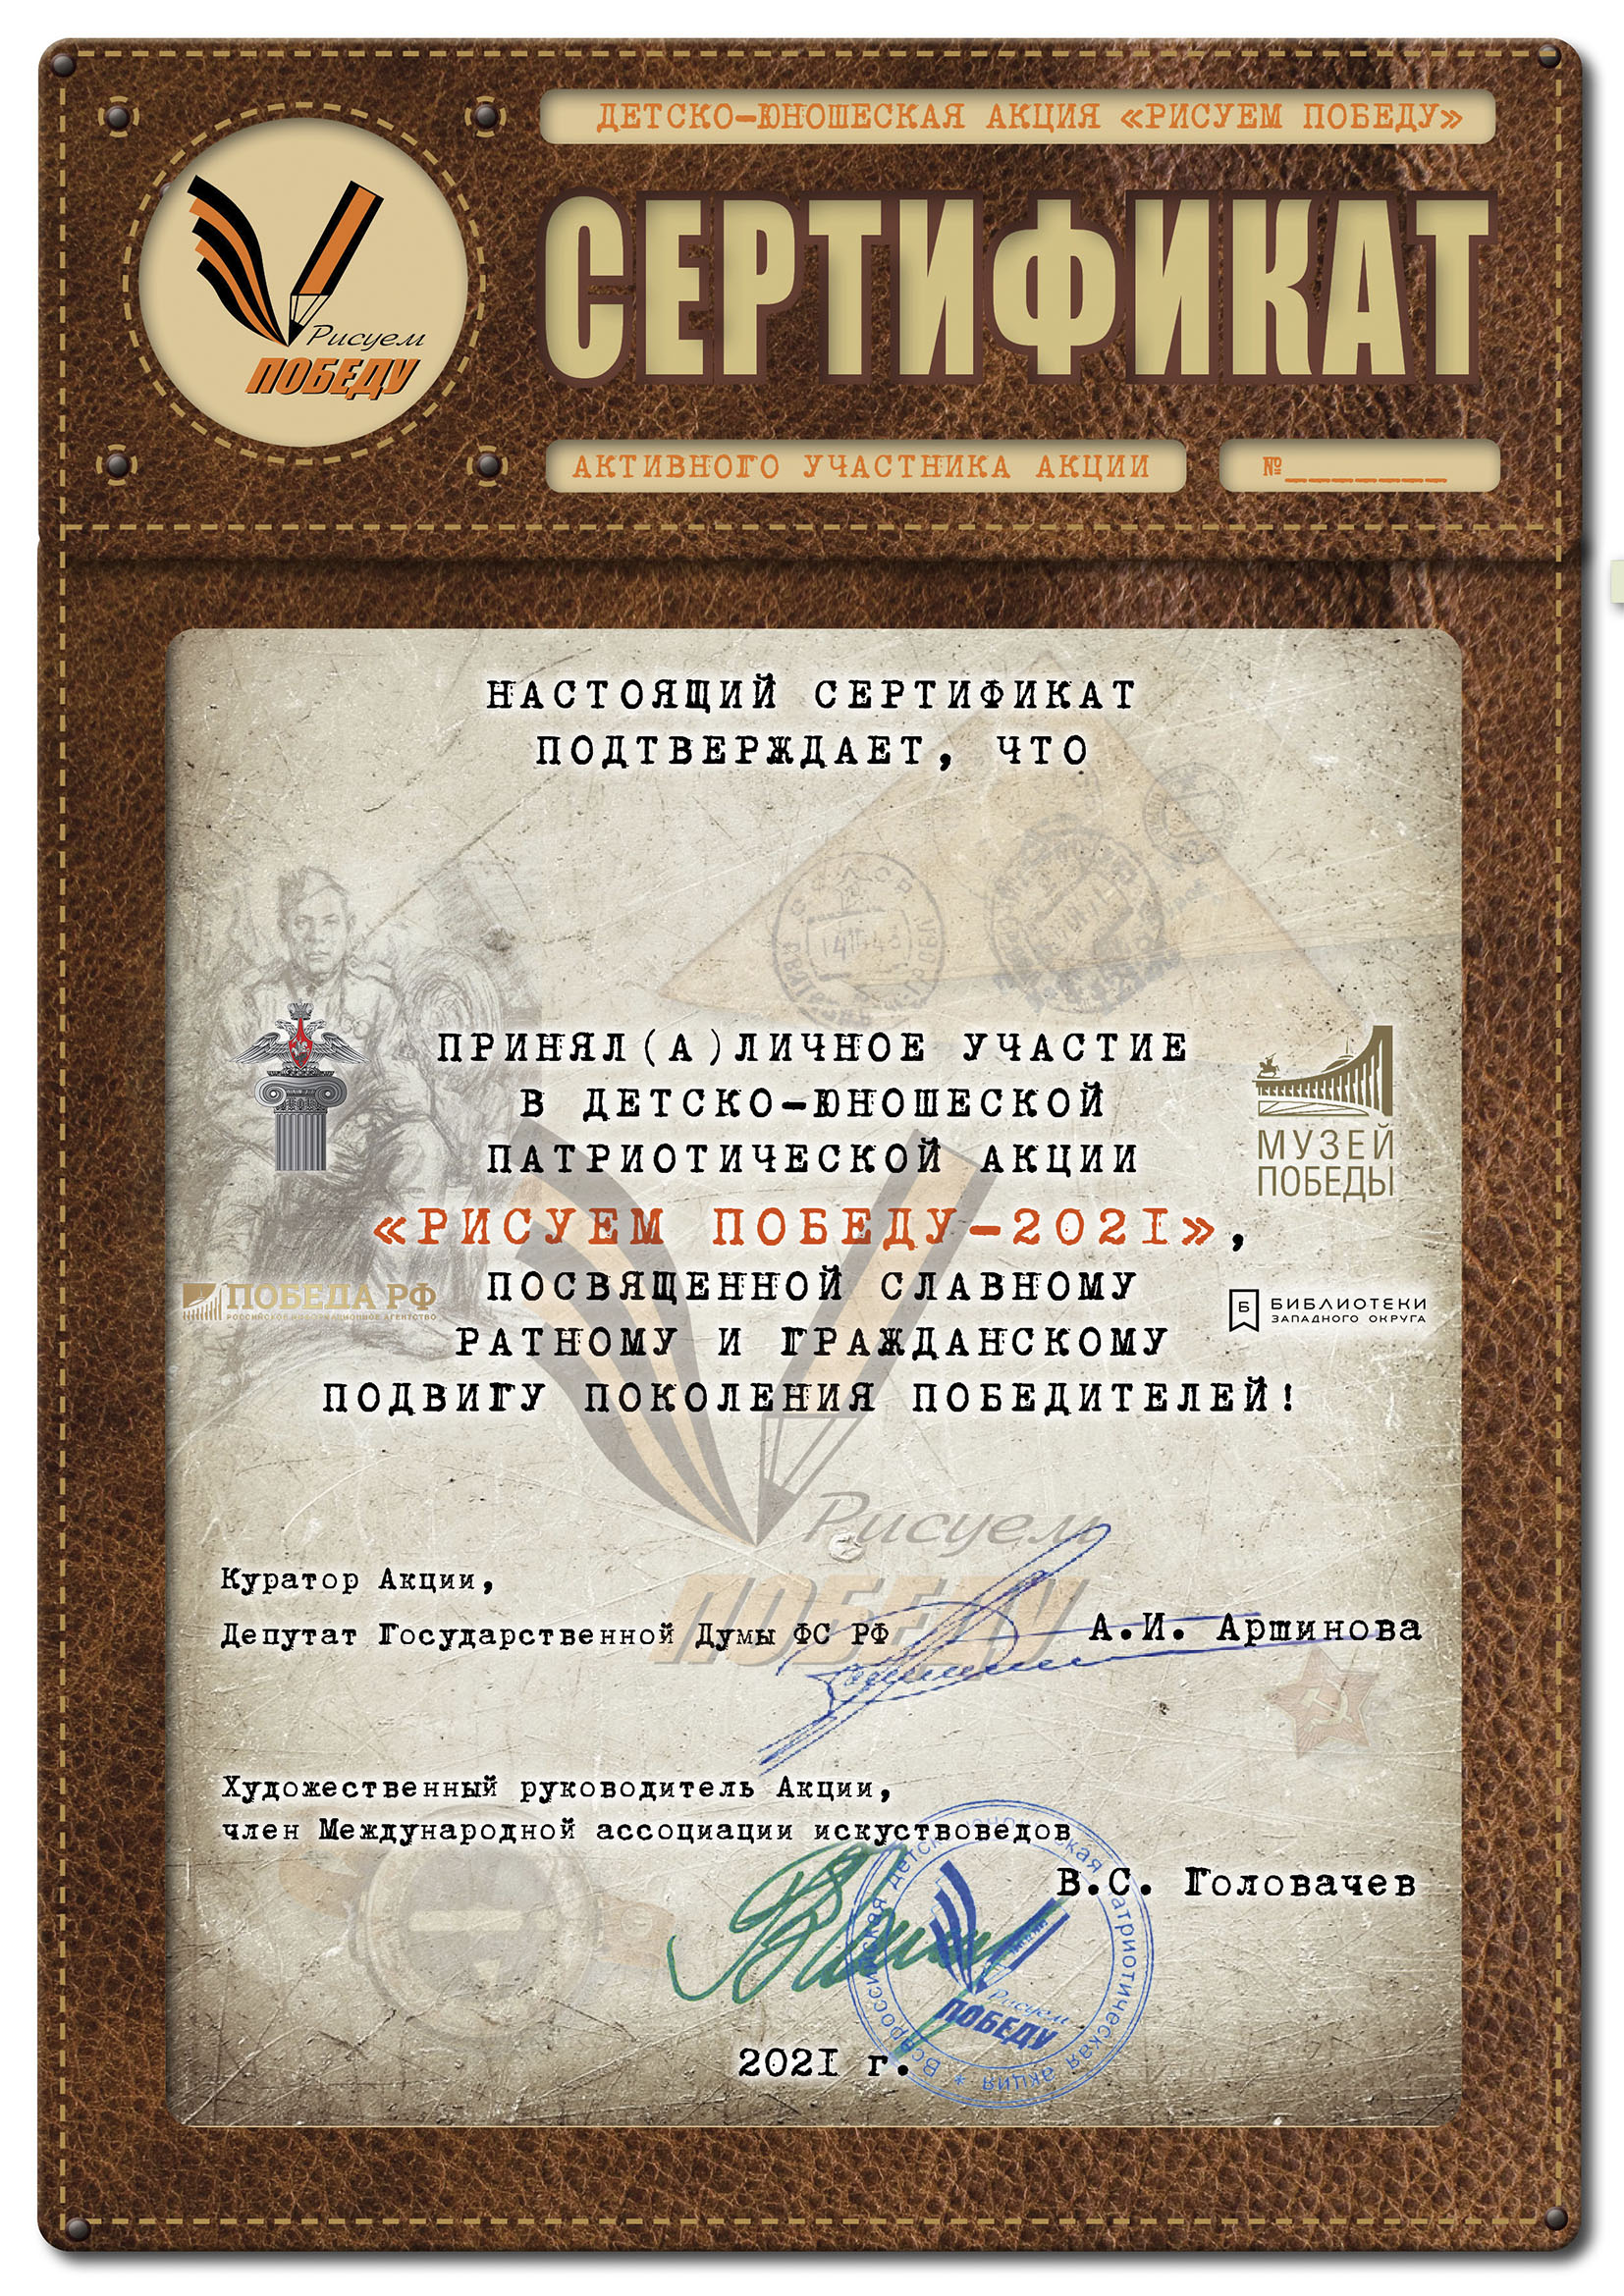 ДЕТСКО-ЮНОШЕСКАЯ АКЦИЯ «РИСУЕМ ПОБЕДУ»
СЕРТИФИКАТ
Рисуем
ПОБЕДУ
АКТИВНОГО УЧАСТНИКА АКЦИИ
№_______
НАСТОЯЩИЙ СЕРТИФИКАТ
ПОДТВЕРЖДАЕТ, ЧТО
ПРИНЯЛ(А)ЛИЧНОЕ УЧАСТИЕ
В ДЕТСКО-ЮНОШЕСКОЙ
ПАТРИОТИЧЕСКОЙ АКЦИИ
«РИСУЕМ ПОБЕДУ-2021»,
ПОСВЯЩЕННОЙ СЛАВНОМУ
РАТНОМУ И ГРАЖДАНСКОМУ
ПОДВИГУ ПОКОЛЕНИЯ ПОБЕДИТЕЛЕЙ!
МУЗЕЙ
ПОБЕДЫ
ПОБЕДА РФ
РОССИЙСКОЕ ИНФОРМАЦИОННОЕ АГЕНТСТВО
Б
БИБЛИОТЕКИ
ЗАПАДНОГО ОКРУГА
Рисуем
ПОБЕДУ
Куратор Акции,
Депутат Государственной Думы ФС РФ
А.И. Аршинова
Художественный руководитель Акции,
член Международной ассоциации искуствоведов
В.С. Головачев
Всероссийская детско-юношеская патриотическая акция *
Рисуем
ПОБЕДУ
2021 г.